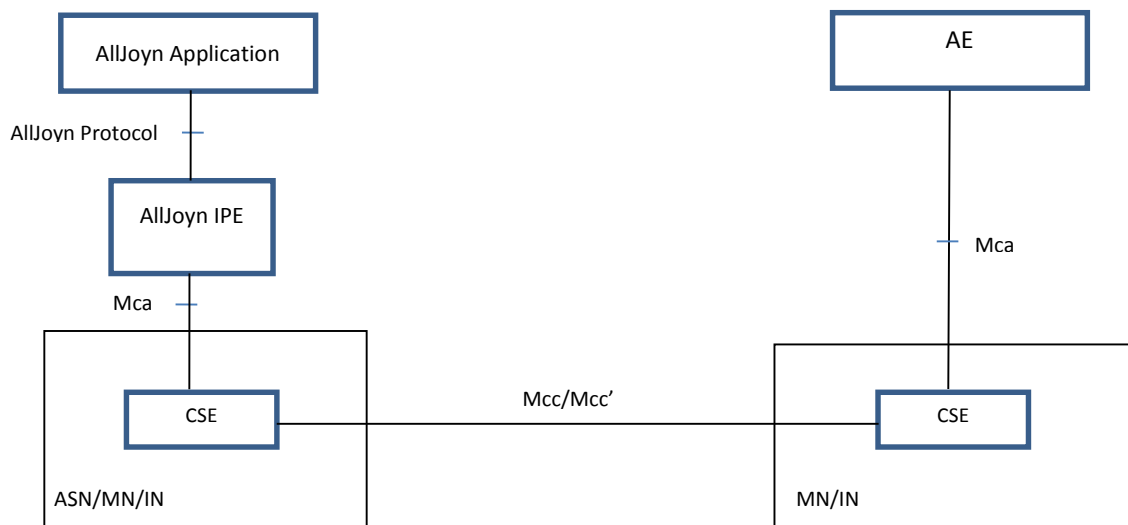 AllJoyn Application
AE
AllJoyn Protocol
AllJoyn IPE
Mca
Mca
CSE
Mcc/Mcc’
CSE
ASN/MN/IN
MN/IN